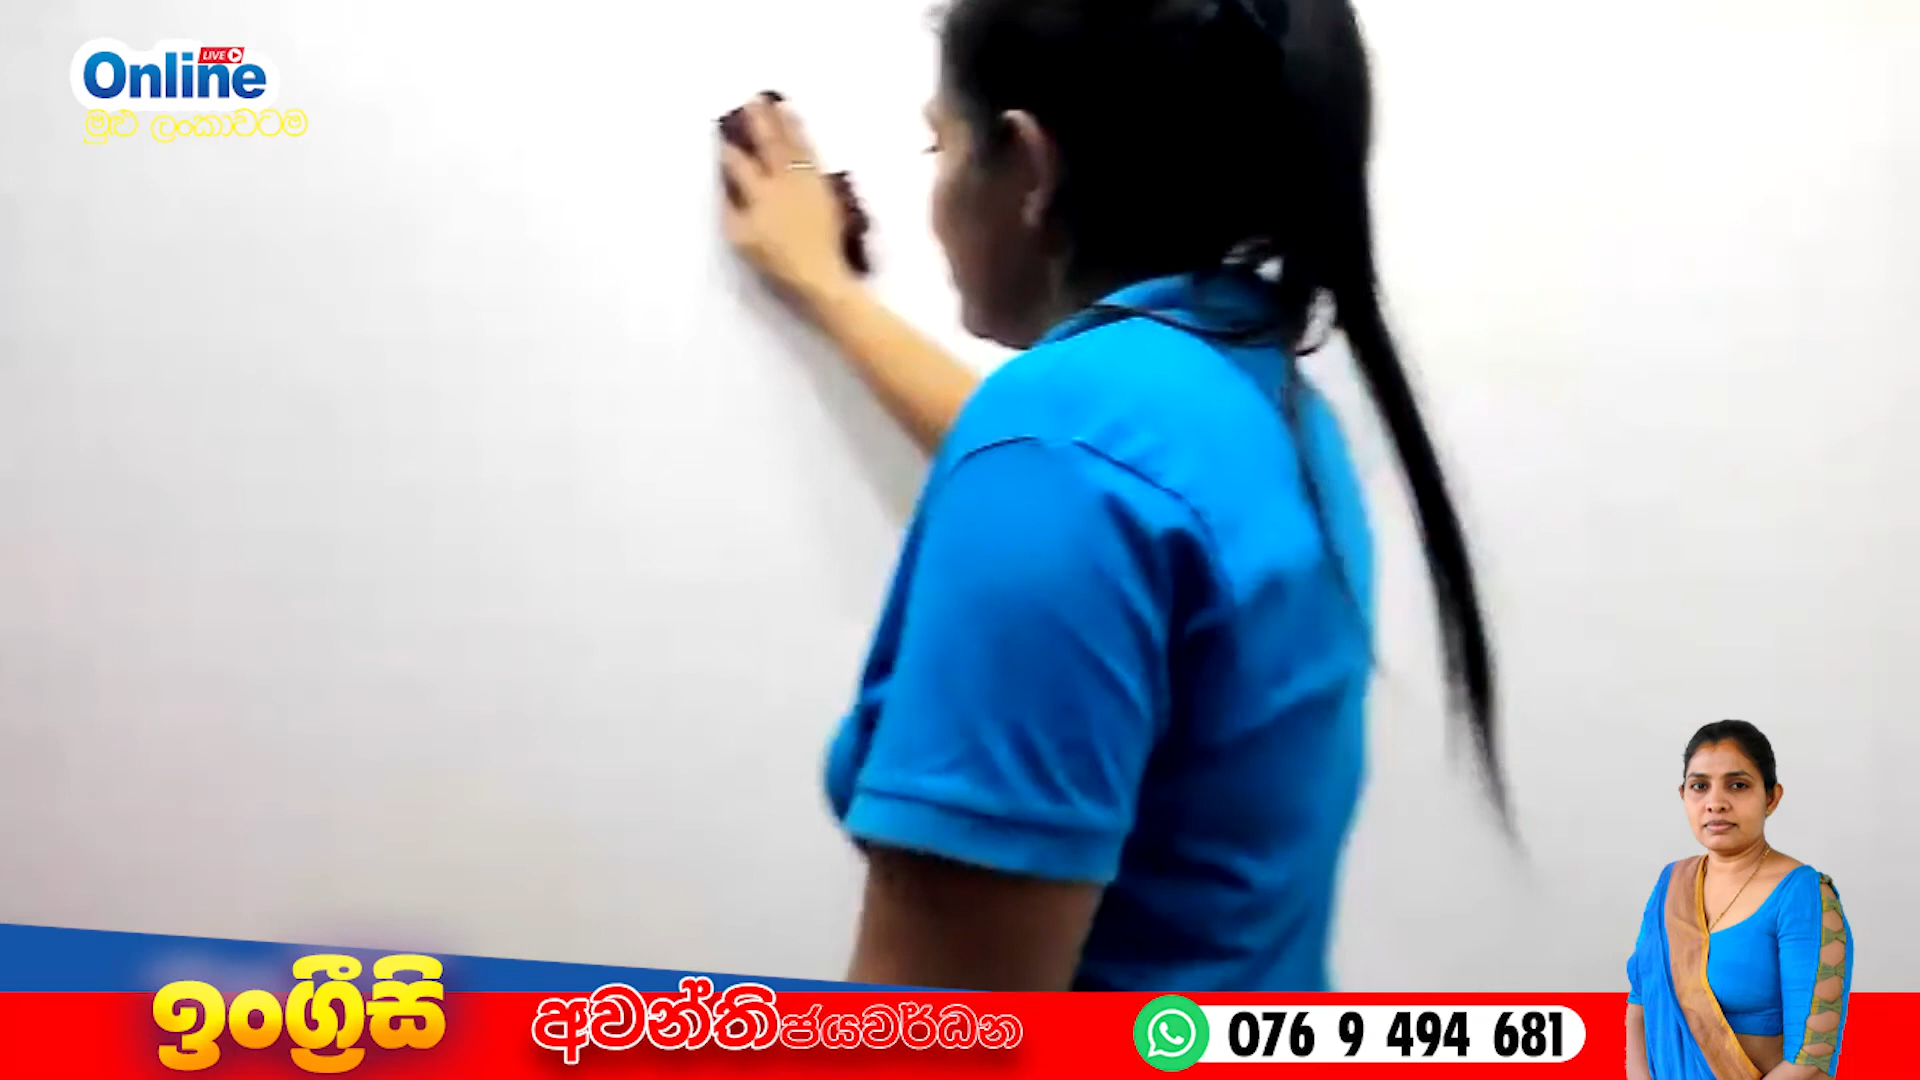 LIVE
Online
මුළු ලංකාවටම
ඉංග්‍රීසි
අවන්ති ජයවර්ධන
076 9 494 681